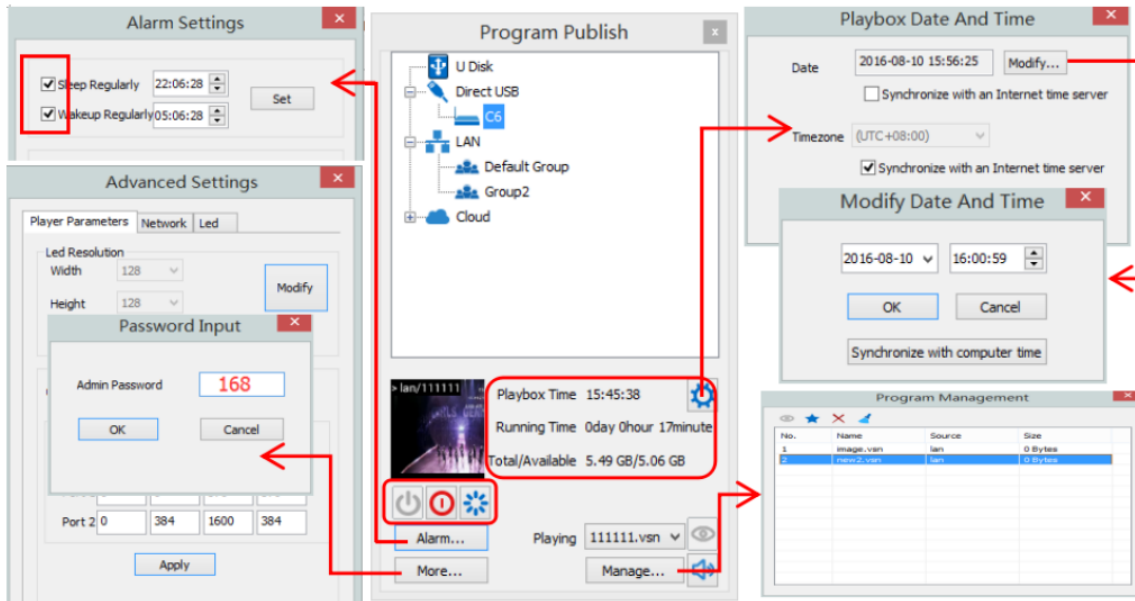 Alarm Settings
Sleep Regularly 22:06:28
Set
Wakeup Regularly 05:06:28
Advanced Settings
Player Parameters Network Led
Led Resolution
Width 128
Modify
Height 128
Password Input
Admin Password 168
OK Cancel
Port 2 0 384 1600 384
Apply
Program Publish
U Disk
Direct USB
C6
LAN
Default Group
Group2
Cloud
> lan/111111
Playbox Time 15:45:38
Running Time 0day 0hour 17minute
Total/Available 5.49 GB/5.06 GB
Alarm... Playing 111111.vsn
More... Manage...
Playbox Date And Time
Date 2016-08-10 15:56:25 Modify...
Synchronize with an Internet time server
Timezone (UTC+08:00)
Synchronize with an Internet time server
Modify Date And Time
2016-08-10 16:00:59
OK Cancel
Synchronize with computer time
Program Management
No. Name Source Size
1 image.vsn lan 0 Bytes
2 new2.vsn lan 0 Bytes